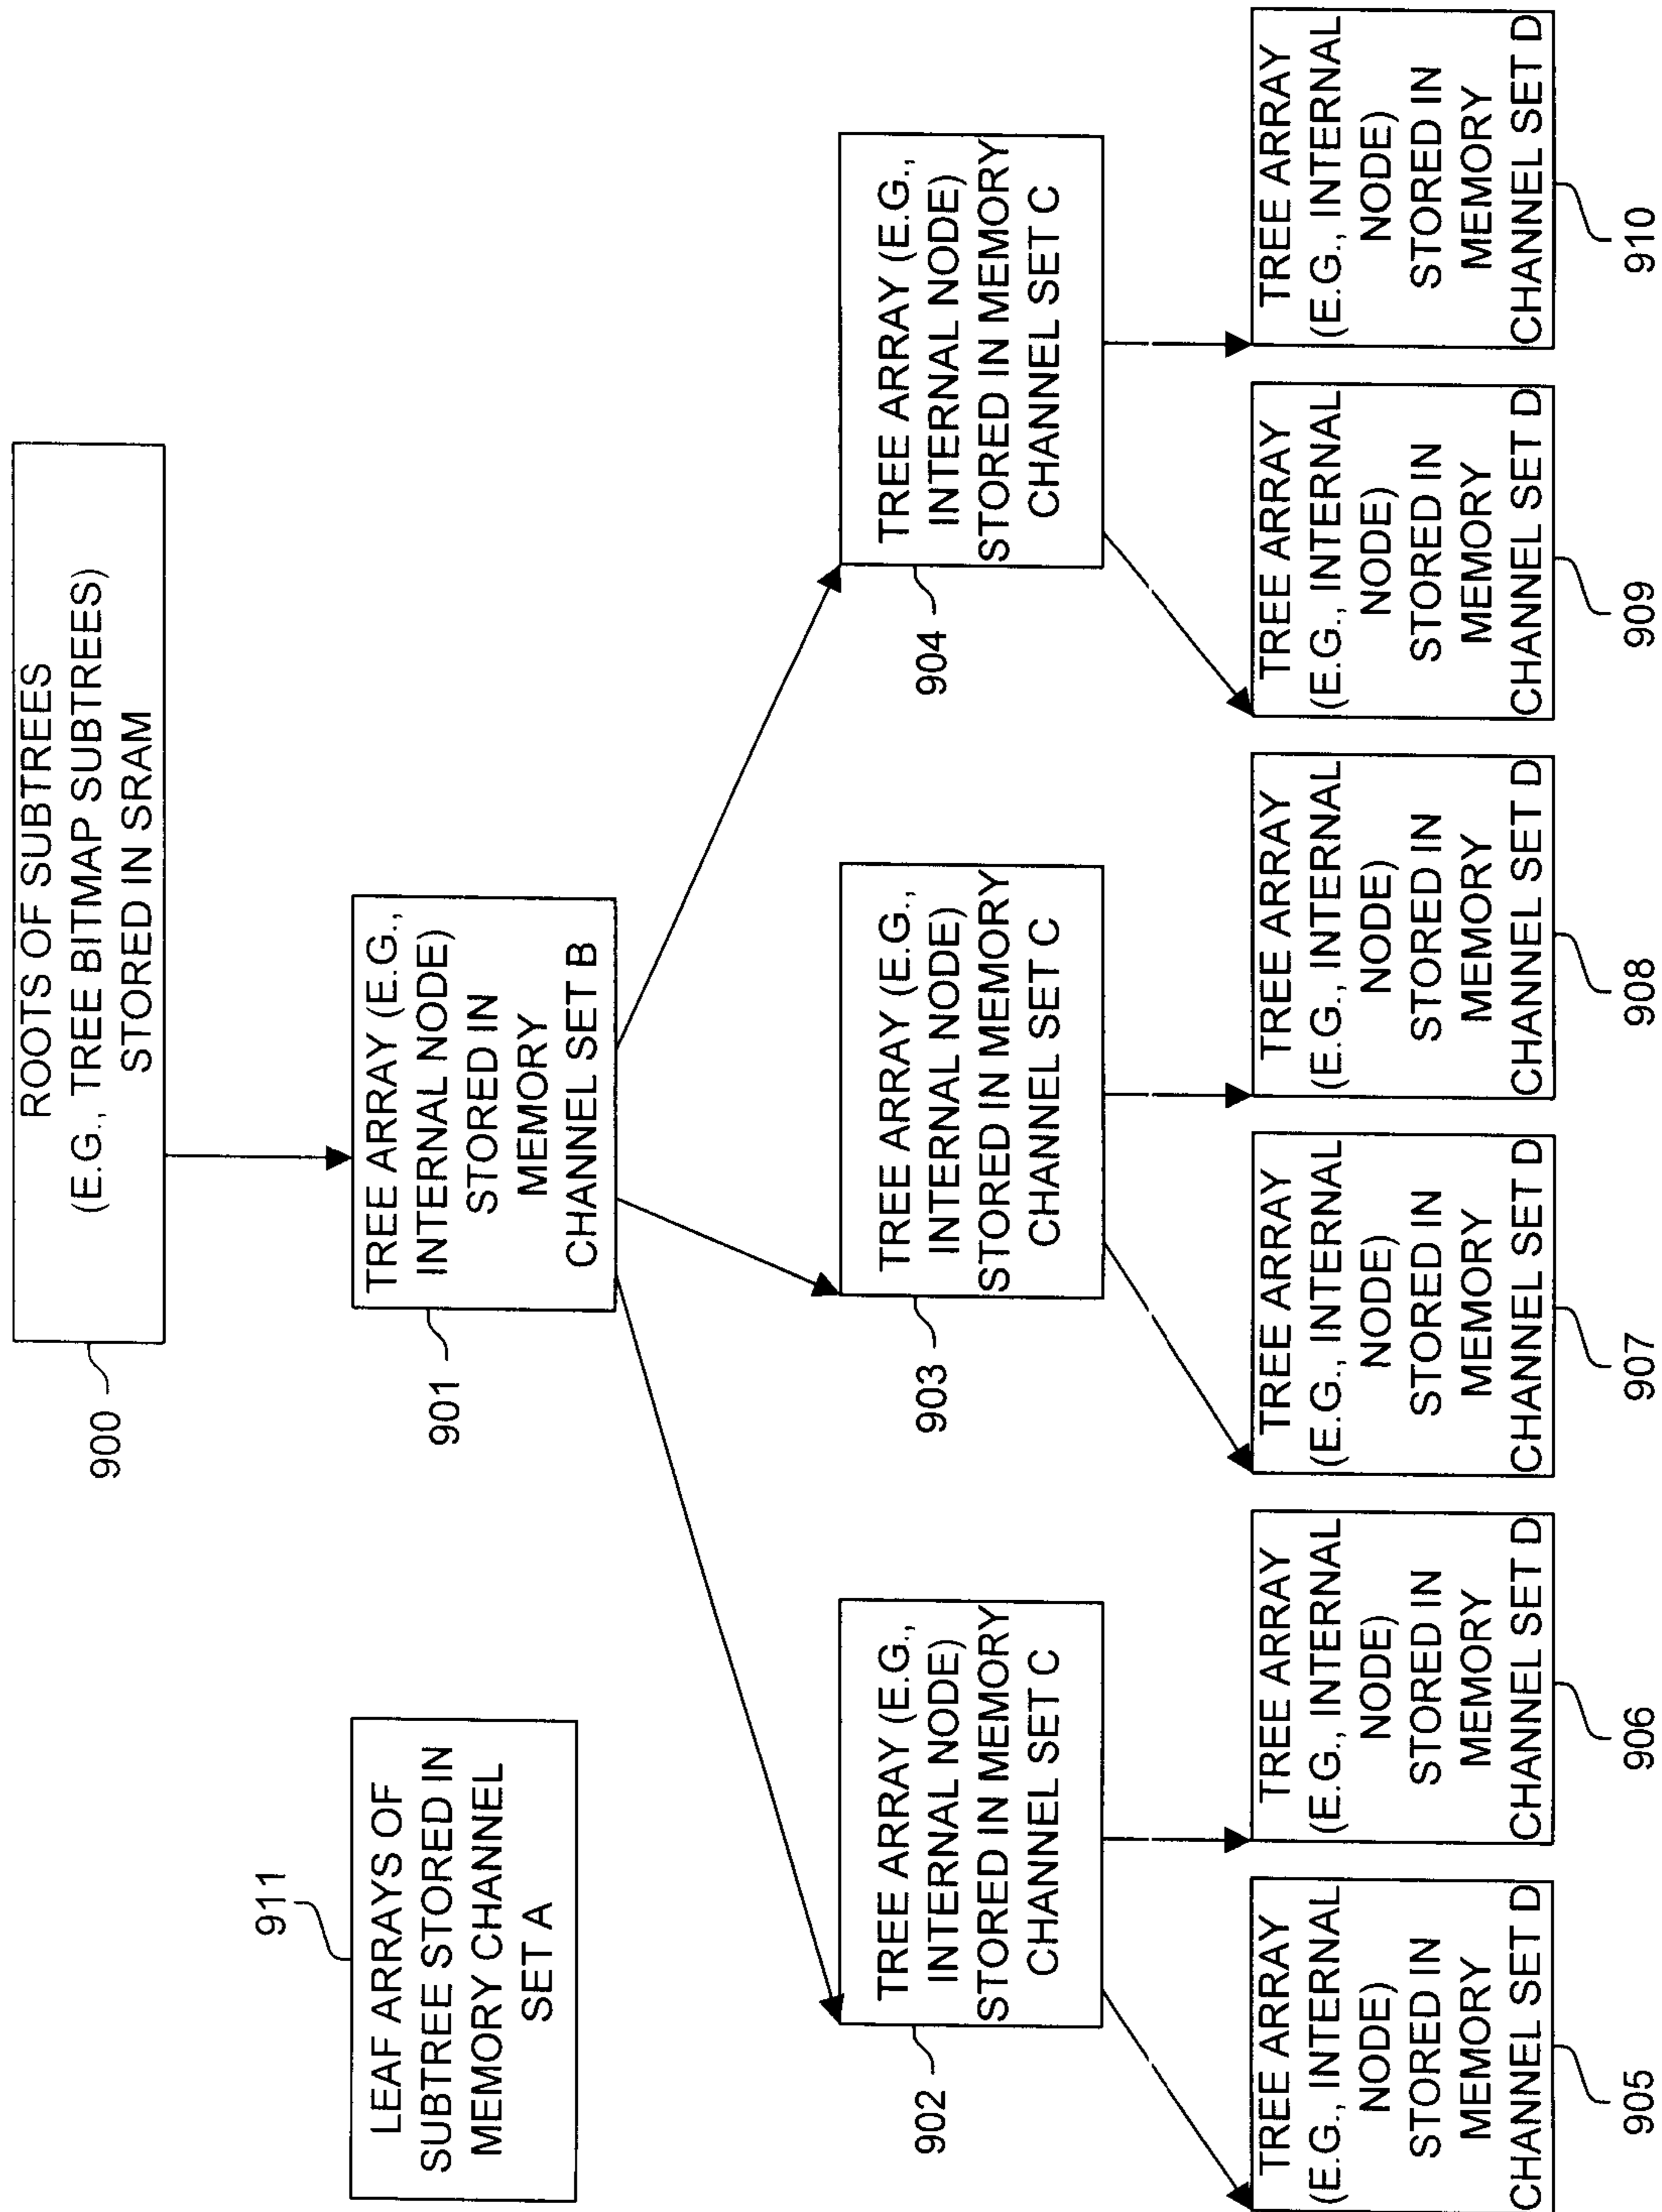 ROOTS OF SUBTREES
(E.G., TREE BITMAP SUBTREES)
STORED IN SRAM
900
911
LEAF ARRAYS OF
SUBTREE STORED IN
MEMORY CHANNEL
SET A
901
TREE ARRAY (E.G.,
INTERNAL NODE)
STORED IN
MEMORY
CHANNEL SET B
902
TREE ARRAY (E.G.,
INTERNAL NODE)
STORED IN MEMORY
CHANNEL SET C
903
TREE ARRAY (E.G.,
INTERNAL NODE)
STORED IN MEMORY
CHANNEL SET C
904
TREE ARRAY (E.G.,
INTERNAL NODE)
STORED IN MEMORY
CHANNEL SET C
TREE ARRAY
(E.G., INTERNAL
NODE)
STORED IN
MEMORY
CHANNEL SET D
905
TREE ARRAY
(E.G., INTERNAL
NODE)
STORED IN
MEMORY
CHANNEL SET D
906
TREE ARRAY
(E.G., INTERNAL
NODE)
STORED IN
MEMORY
CHANNEL SET D
907
TREE ARRAY
(E.G., INTERNAL
NODE)
STORED IN
MEMORY
CHANNEL SET D
908
TREE ARRAY
(E.G., INTERNAL
NODE)
STORED IN
MEMORY
CHANNEL SET D
909
TREE ARRAY
(E.G., INTERNAL
NODE)
STORED IN
MEMORY
CHANNEL SET D
910